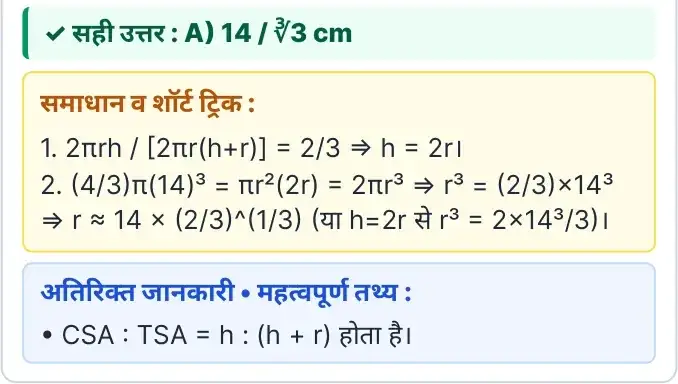 ✓ सही उत्तर : A) 14 / ∛3 cm
समाधान व शॉर्ट ट्रिक :
1. 2πrh / [2πr(h+r)] = 2/3 ⇒ h = 2r।
2. (4/3)π(14)³ = πr²(2r) = 2πr³ ⇒ r³ = (2/3)×14³
⇒ r ≈ 14 × (2/3)^(1/3) (या h=2r से r³ = 2×14³/3)।
अतिरिक्त जानकारी • महत्वपूर्ण तथ्य :
• CSA : TSA = h : (h + r) होता है।